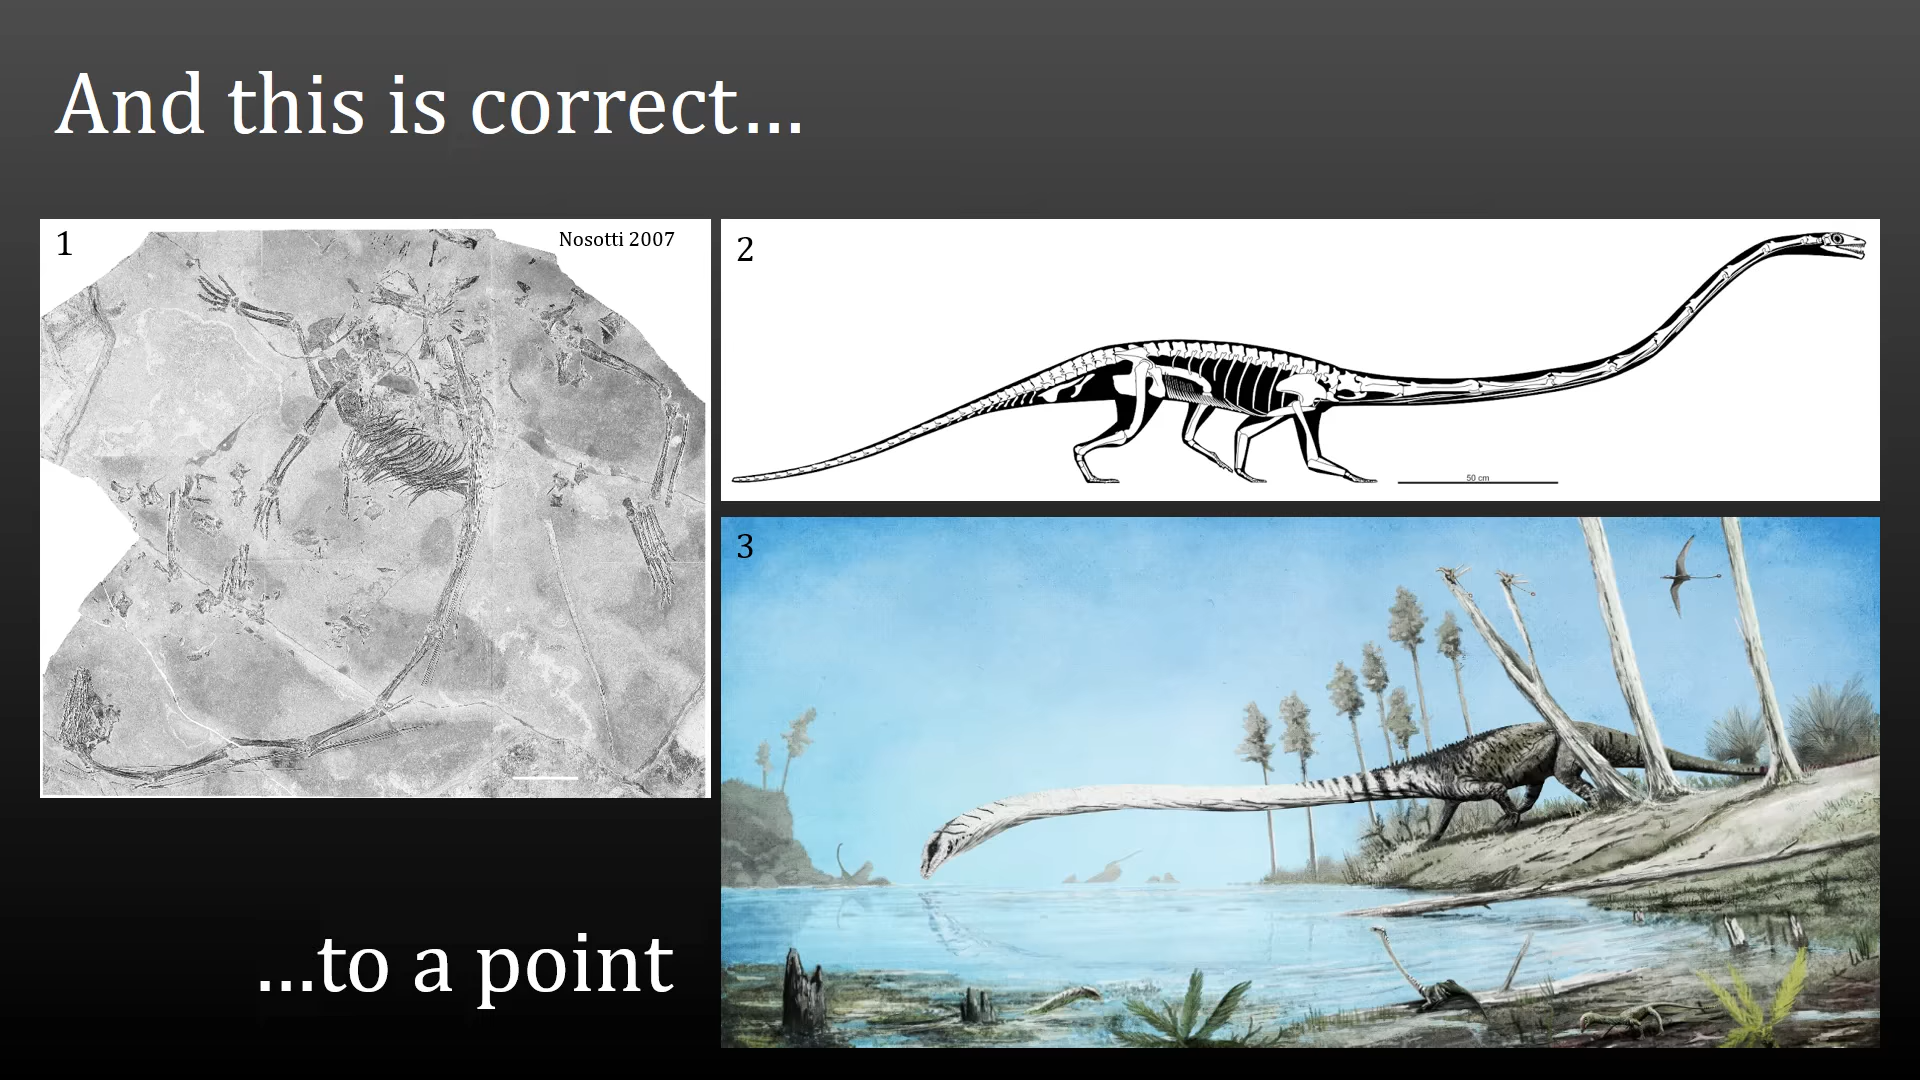 And this is correct...
1
Nosotti 2007
2
50 cm
3
...to a point